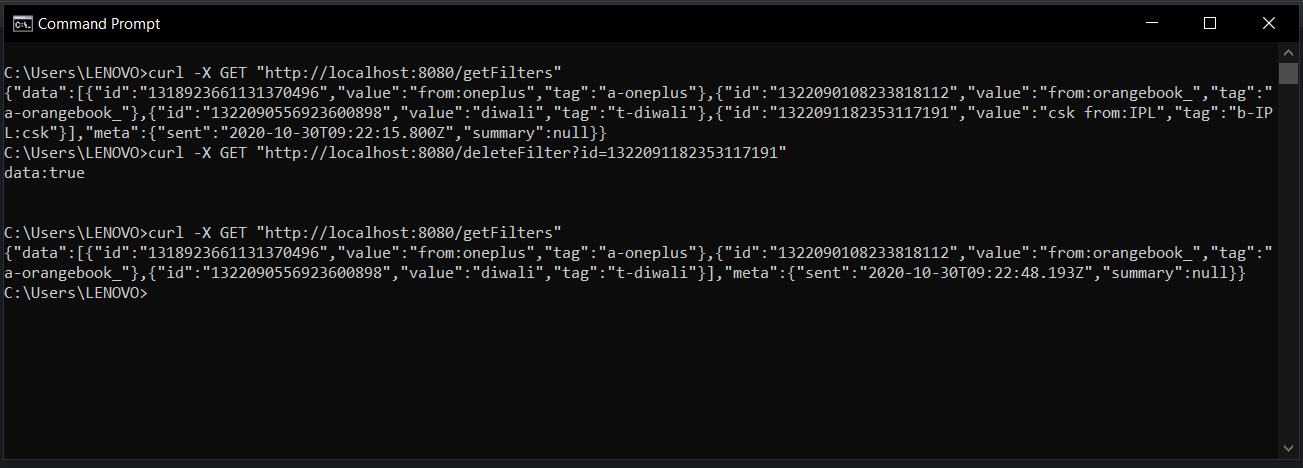 Command Prompt
C:\Users\LENOVO>curl -X GET "http://localhost:8080/getFilters"
{"data":[{"id":"1318923661131370496","value":"from:oneplus","tag":"a-oneplus"},{"id":"1322090108233818112","value":"from:orangebook_","tag":"
a-orangebook_"},{"id":"1322090556923600898","value":"diwali","tag":"t-diwali"},{"id":"1322091182353117191","value":"csk from:IPL","tag":"b-IP
L:csk"}],"meta":{"sent":"2020-10-30T09:22:15.800Z","summary":null}}
C:\Users\LENOVO>curl -X GET "http://localhost:8080/deleteFilter?id=1322091182353117191"
data:true
C:\Users\LENOVO>curl -X GET "http://localhost:8080/getFilters"
{"data":[{"id":"1318923661131370496","value":"from:oneplus","tag":"a-oneplus"},{"id":"1322090108233818112","value":"from:orangebook_","tag":"
a-orangebook_"},{"id":"1322090556923600898","value":"diwali","tag":"t-diwali"}],"meta":{"sent":"2020-10-30T09:22:48.193Z","summary":null}}
C:\Users\LENOVO>